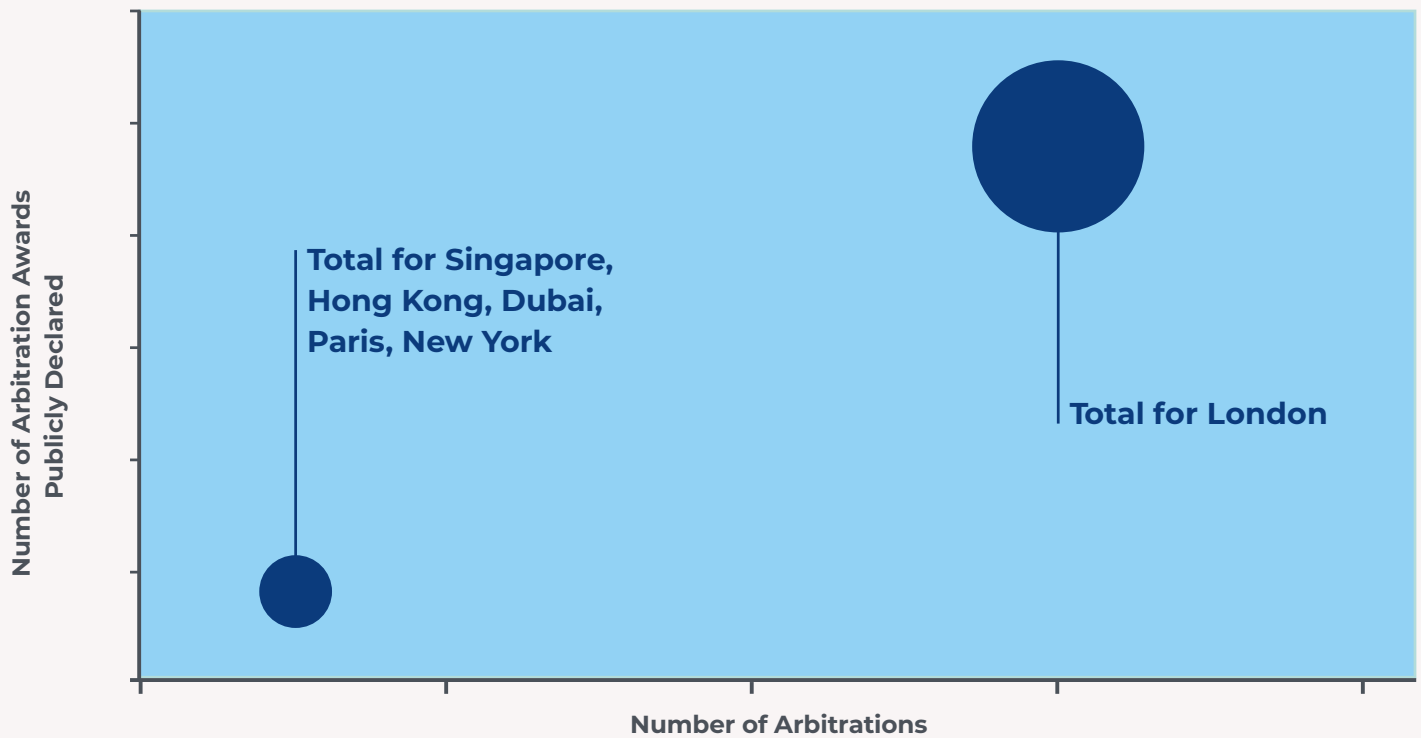 Number of Arbitration Awards
Publicly Declared
Total for Singapore,
Hong Kong, Dubai,
Paris, New York
Total for London
Number of Arbitrations